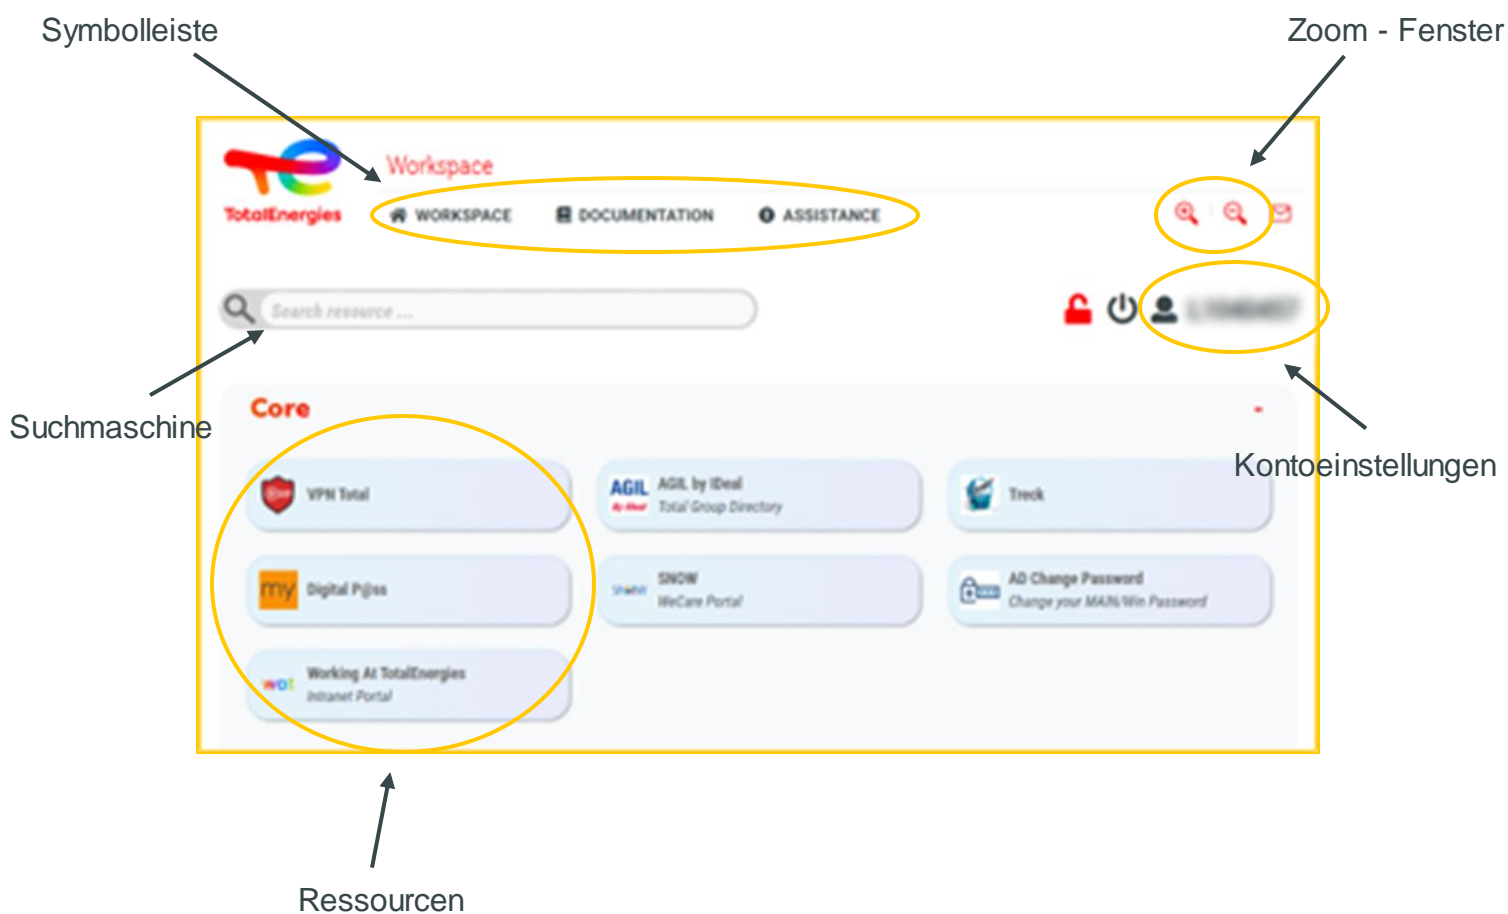 Symbolleiste
Zoom - Fenster
Workspace
TotalEnergies
WORKSPACE DOCUMENTATION ASSISTANCE
Search resource ...
Suchmaschine
Kontoeinstellungen
Core
VPN Total
AGIL
AGIL by IDeal
Total Group Directory
Treck
my
Digital P@ss
SNOW
WeCare Portal
AD Change Password
Change your MAIN/Win Password
wat
Working At TotalEnergies
Intranet Portal
Ressourcen